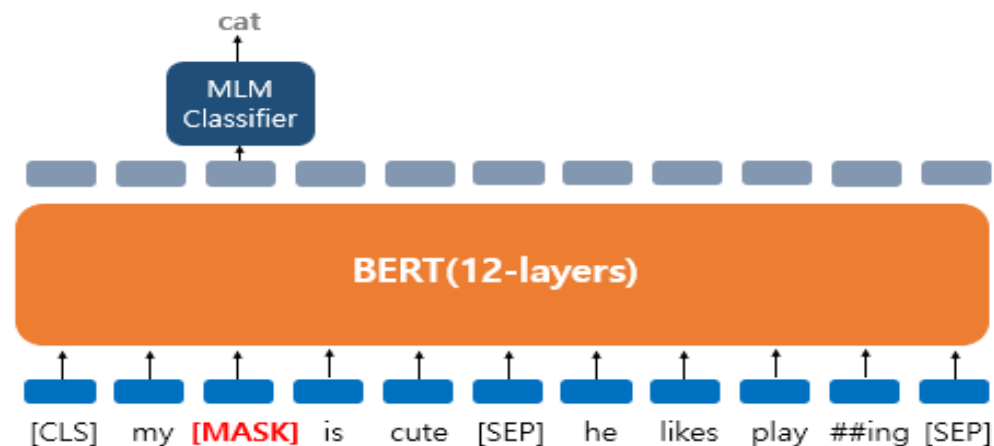 cat
MLM
Classifier
BERT(12-layers)
[CLS] my [MASK] is cute [SEP] he likes play ##ing [SEP]